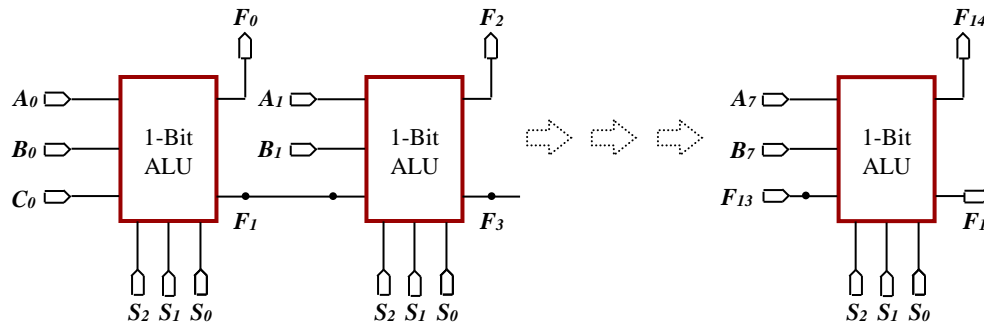 F0 F2 F14
A0 A1 A7
1-Bit 1-Bit 1-Bit
B0 B1 B7
ALU ALU ALU
C0 F13
F1 F3 F1
S2 S1 S0 S2 S1 S0 S2 S1 S0